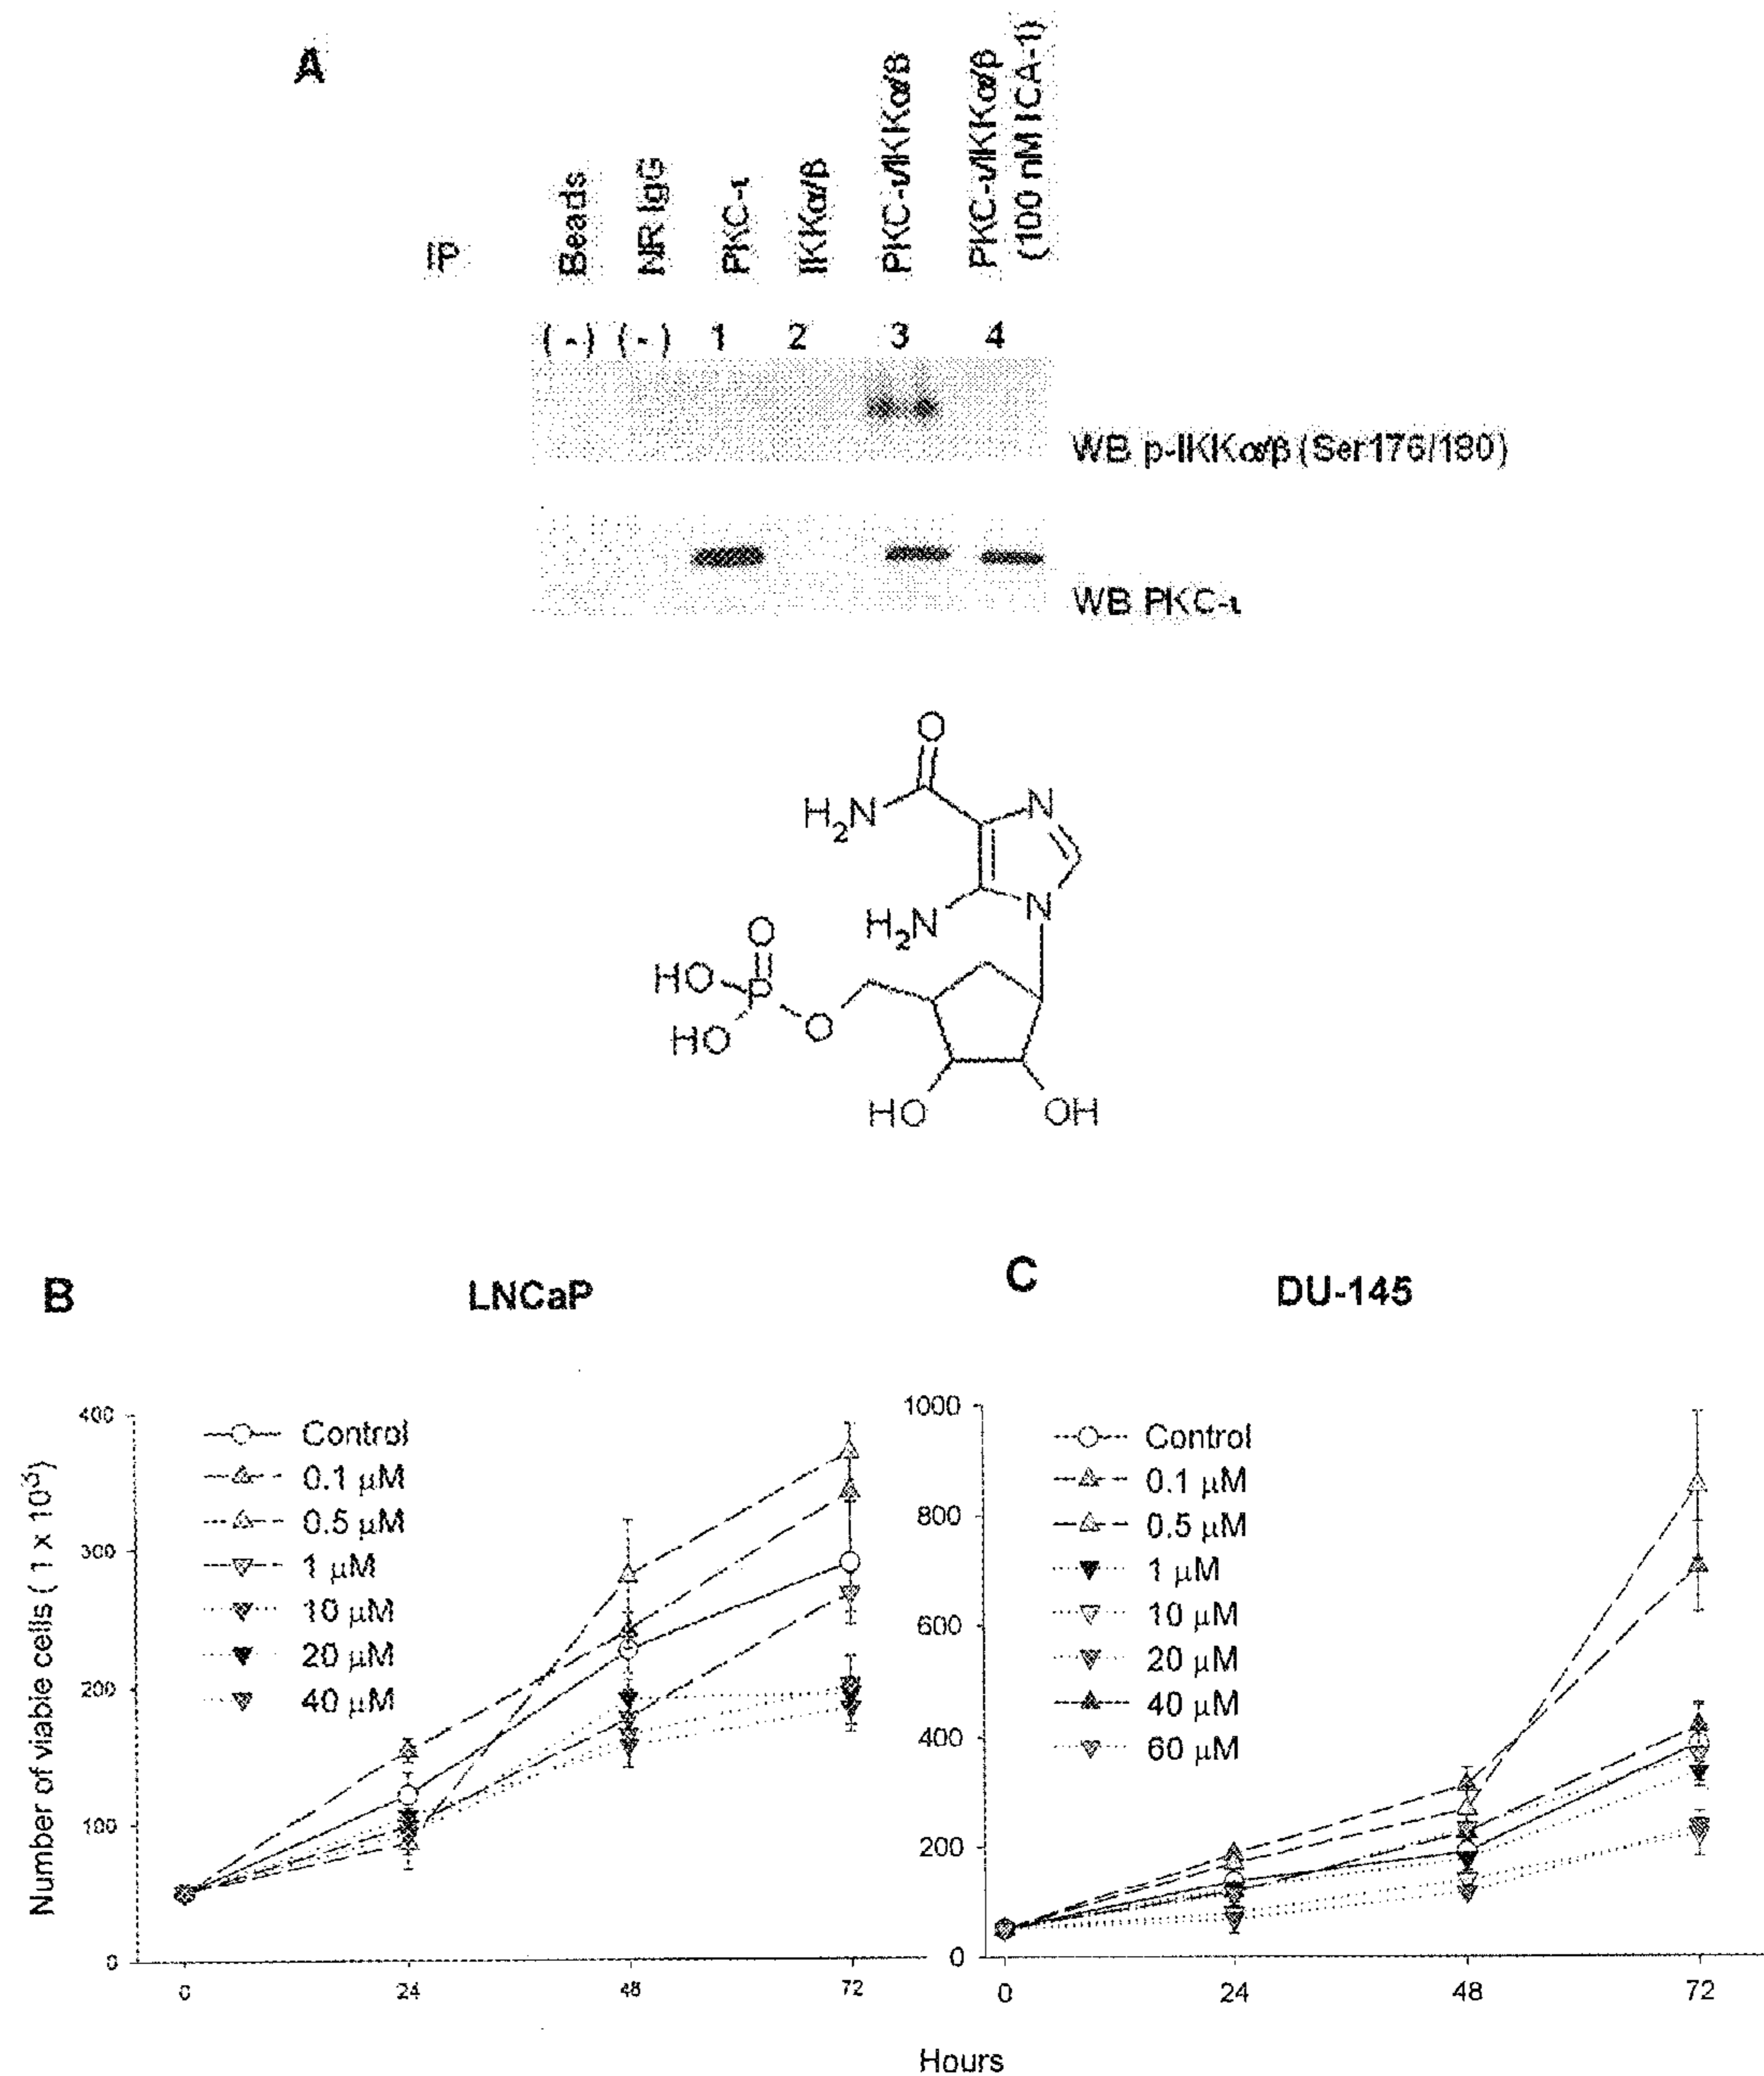 A
IP
Beads
NR IgG
PKC-ι
IKKα/β
PKC-ι/IKKα/β
PKC-ι/IKKα/β
(100 nM ICA-1)
(-) (-) 1 2 3 4
WB p-IKKα/β (Ser176/180)
WB PKC-ι
O
H2N
N
N
H2N
O
HO
P
HO
O
HO
OH
B
LNCaP
Number of viable cells ( 1 x 10^3)
400
300
200
100
0
Control
0.1 µM
0.5 µM
1 µM
10 µM
20 µM
40 µM
0 24 48 72
C
DU-145
1000
800
600
400
200
0
Control
0.1 µM
0.5 µM
1 µM
10 µM
20 µM
40 µM
60 µM
0 24 48 72
Hours